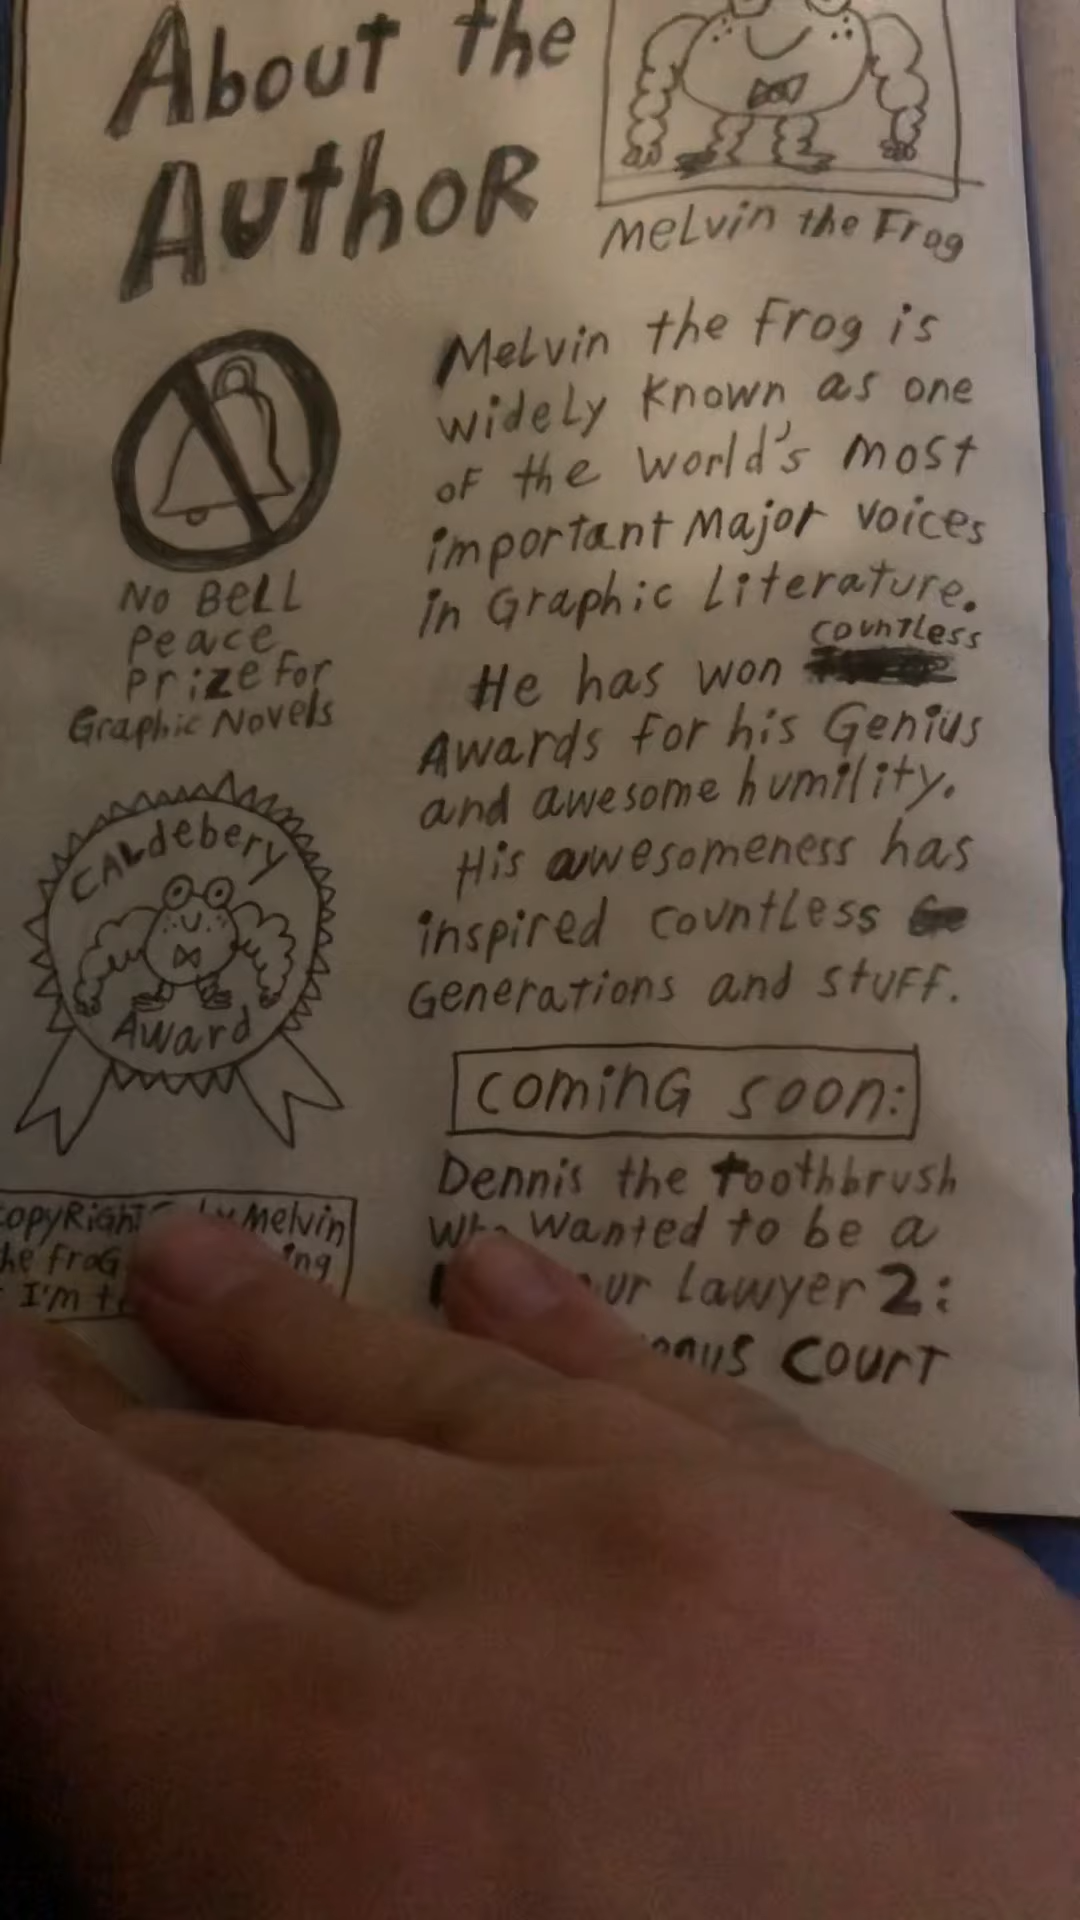 About the
Author
Melvin the Frog
Melvin the Frog is
widely known as one
of the world's most
important Major voices
in Graphic Literature.
He has won countless
Awards for his Genius
and awesome humility.
His awesomeness has
inspired countless
Generations and stuff.
No Bell
Peace
Prize for
Graphic Novels
Caldebery
Award
Copyright by Melvin
the Frog
I'm
coming soon:
Dennis the toothbrush
Who Wanted to be a
Lawyer 2:
Court